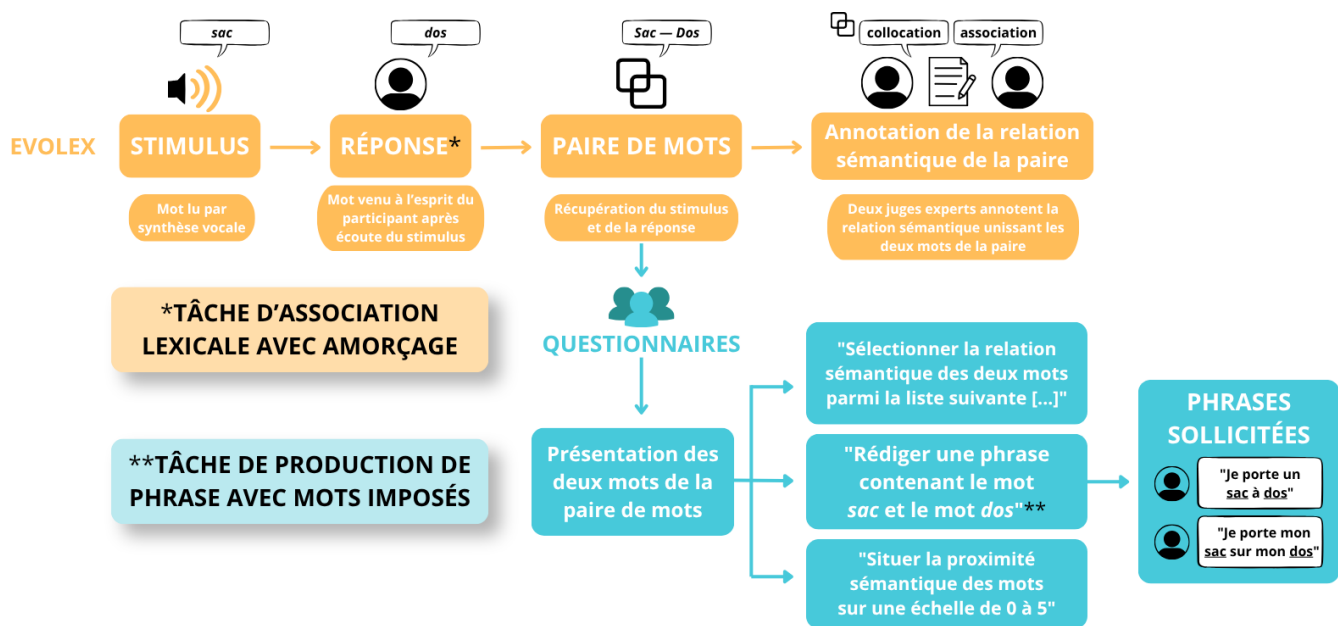 sac
dos
Sac — Dos
collocation
association
EVOLEX
STIMULUS
RÉPONSE*
PAIRE DE MOTS
Annotation de la relation
sémantique de la paire
Mot lu par
synthèse vocale
Mot venu à l'esprit du
participant après
écoute du stimulus
Récupération du stimulus
et de la réponse
Deux juges experts annotent la
relation sémantique unissant les
deux mots de la paire
*TÂCHE D'ASSOCIATION
LEXICALE AVEC AMORÇAGE
QUESTIONNAIRES
**TÂCHE DE PRODUCTION DE
PHRASE AVEC MOTS IMPOSÉS
Présentation des
deux mots de la
paire de mots
"Sélectionner la relation
sémantique des deux mots
parmi la liste suivante [...]"
"Rédiger une phrase
contenant le mot
sac et le mot dos"**
"Situer la proximité
sémantique des mots
sur une échelle de 0 à 5"
PHRASES
SOLLICITÉES
"Je porte un
sac à dos"
"Je porte mon
sac sur mon dos"